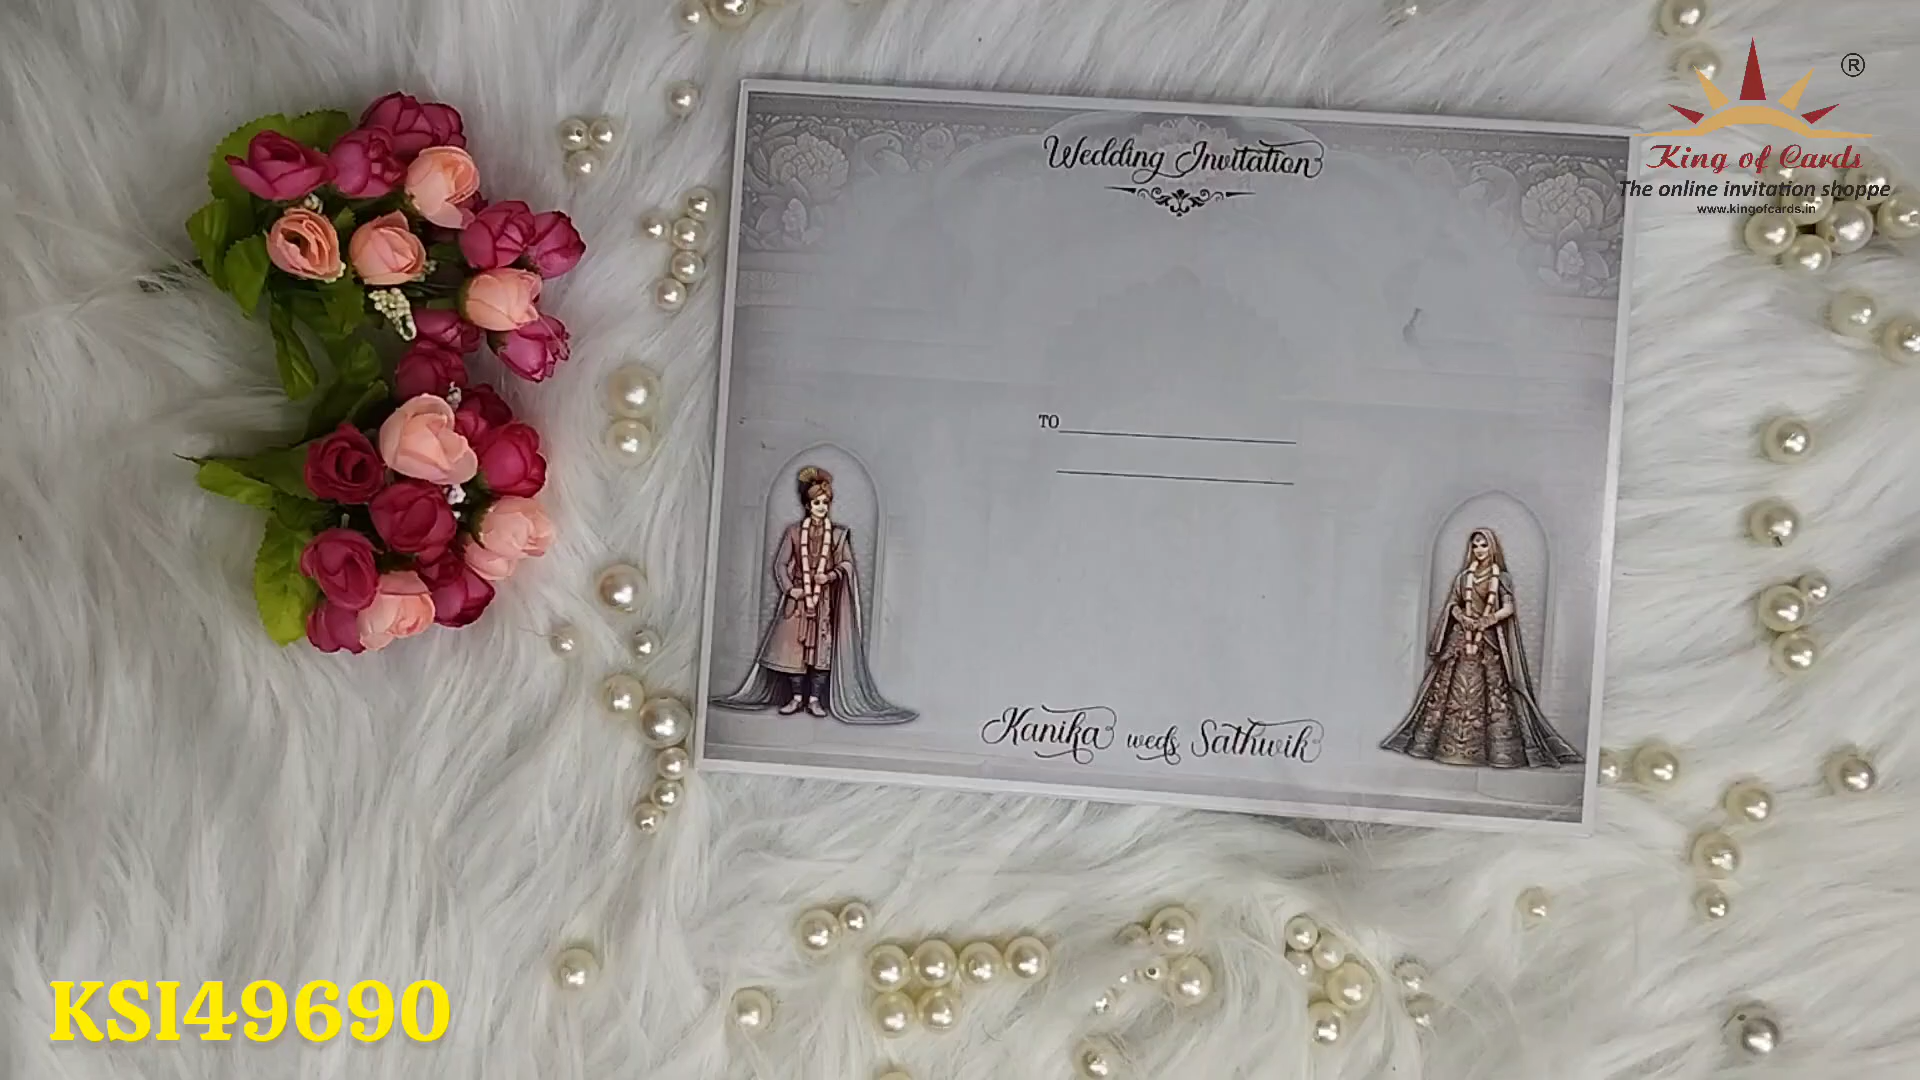 Wedding Invitation
TO
Kanika weds Sathwik
®
King of Cards
The online invitation shoppe
www.kingofcards.in
KSI49690